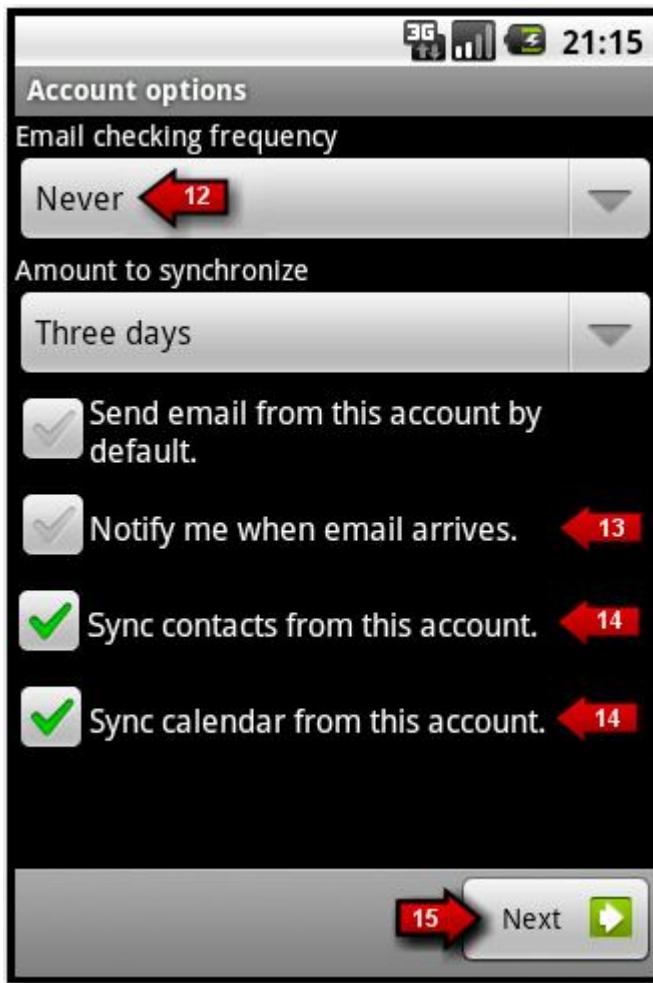 3G 21:15
Account options
Email checking frequency
Never 12
Amount to synchronize
Three days
Send email from this account by
default.
Notify me when email arrives. 13
Sync contacts from this account. 14
Sync calendar from this account. 14
15 Next